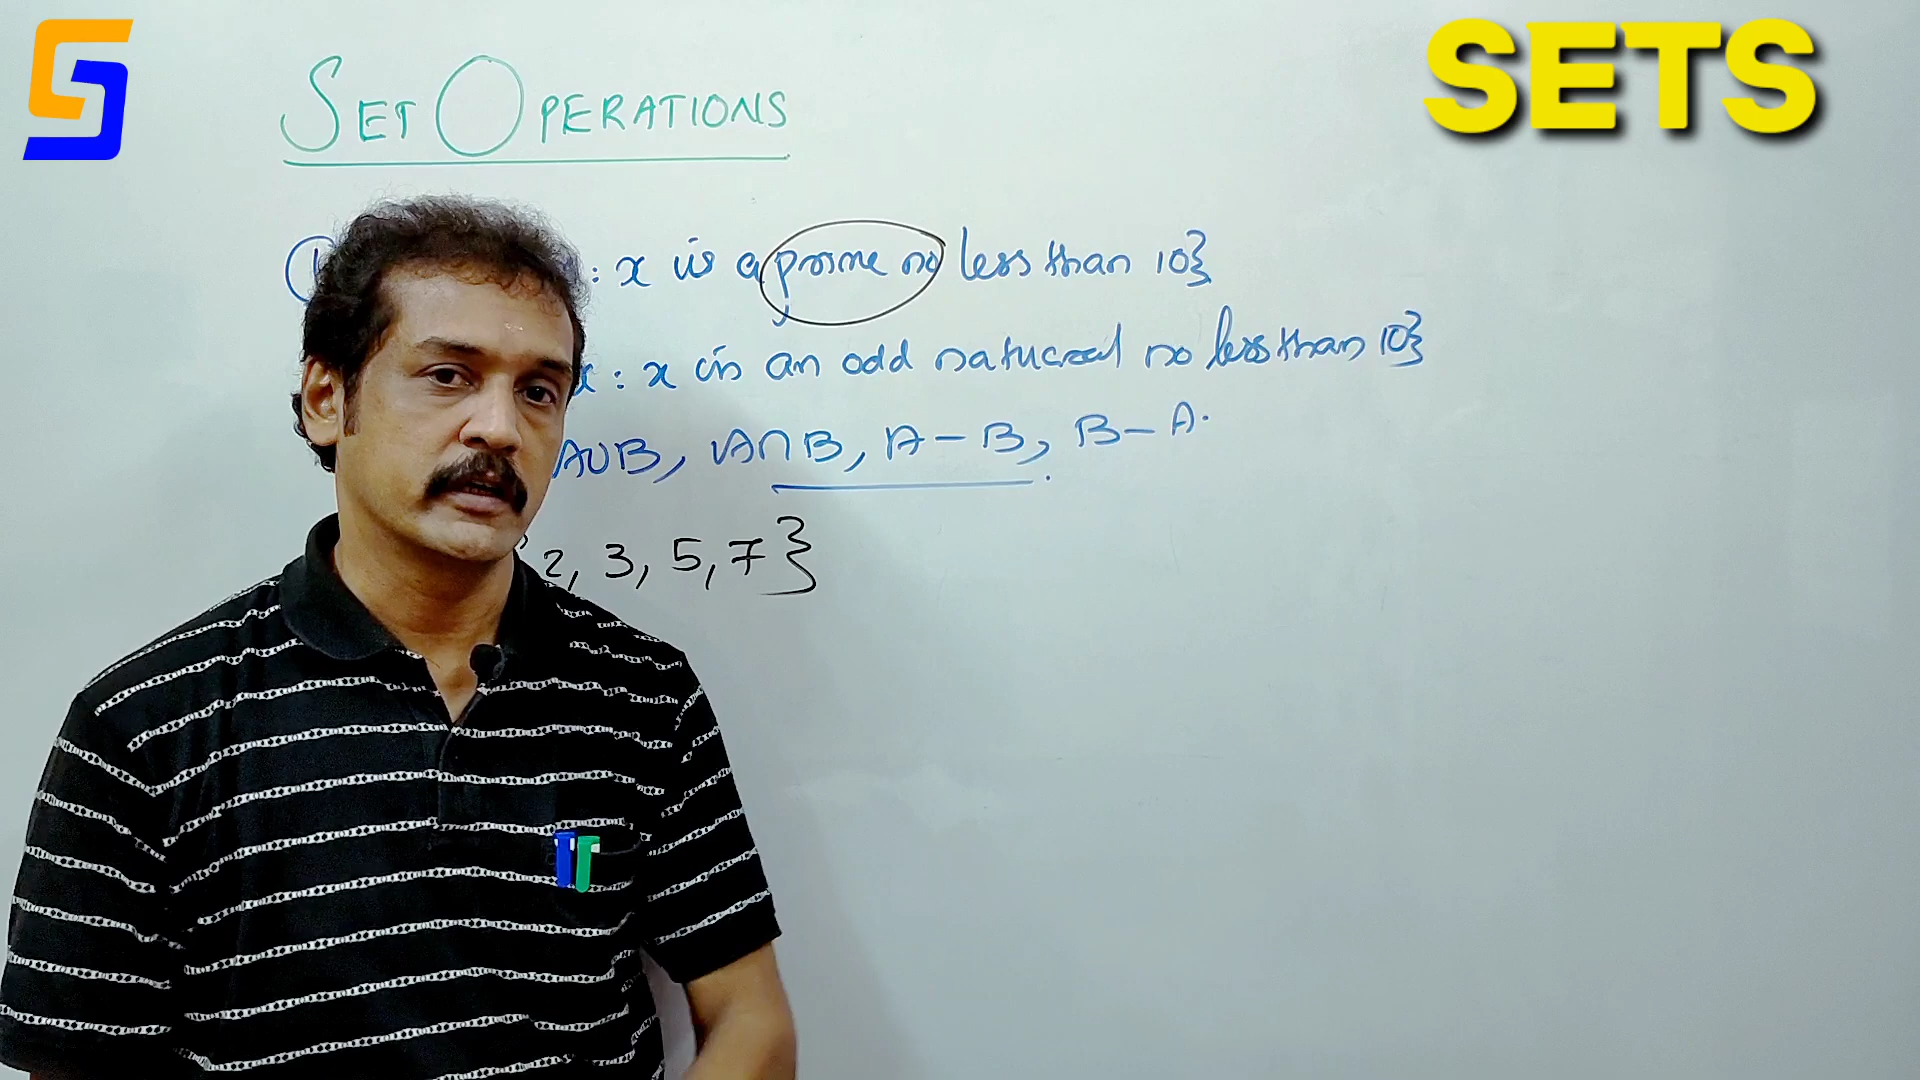 SETS
SET OPERATIONS
: x is a prime no less than 10}
x : x is an odd natural no less than 10}
A∪B, A∩B, A – B, B – A.
2, 3, 5, 7}